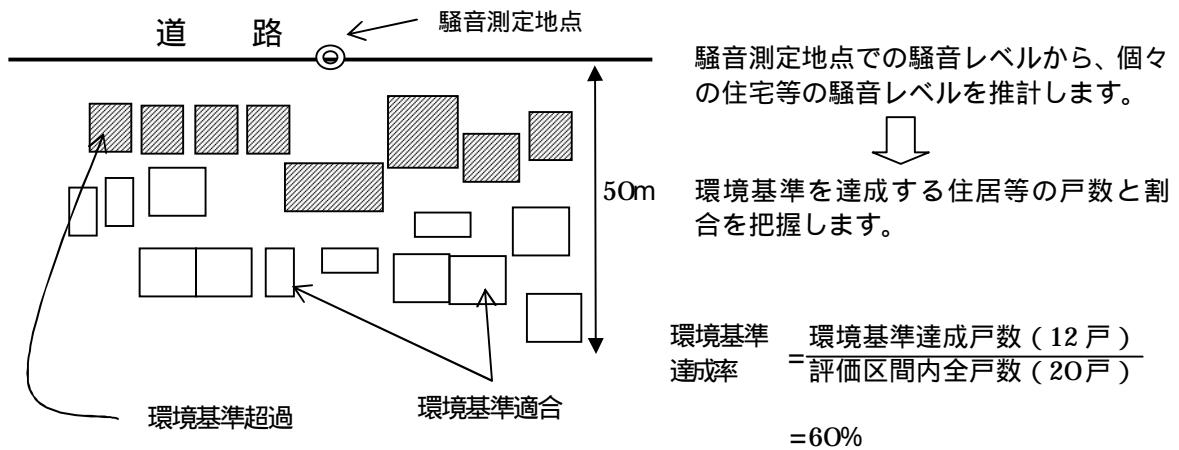 道 路
騒音測定地点
50m
環境基準超過
環境基準適合
騒音測定地点での騒音レベルから、個々
の住宅等の騒音レベルを推計します。
環境基準を達成する住居等の戸数と割
合を把握します。
環境基準
達成率
=
環境基準達成戸数(12戸)
評価区間内全戸数(20戸)
=60%